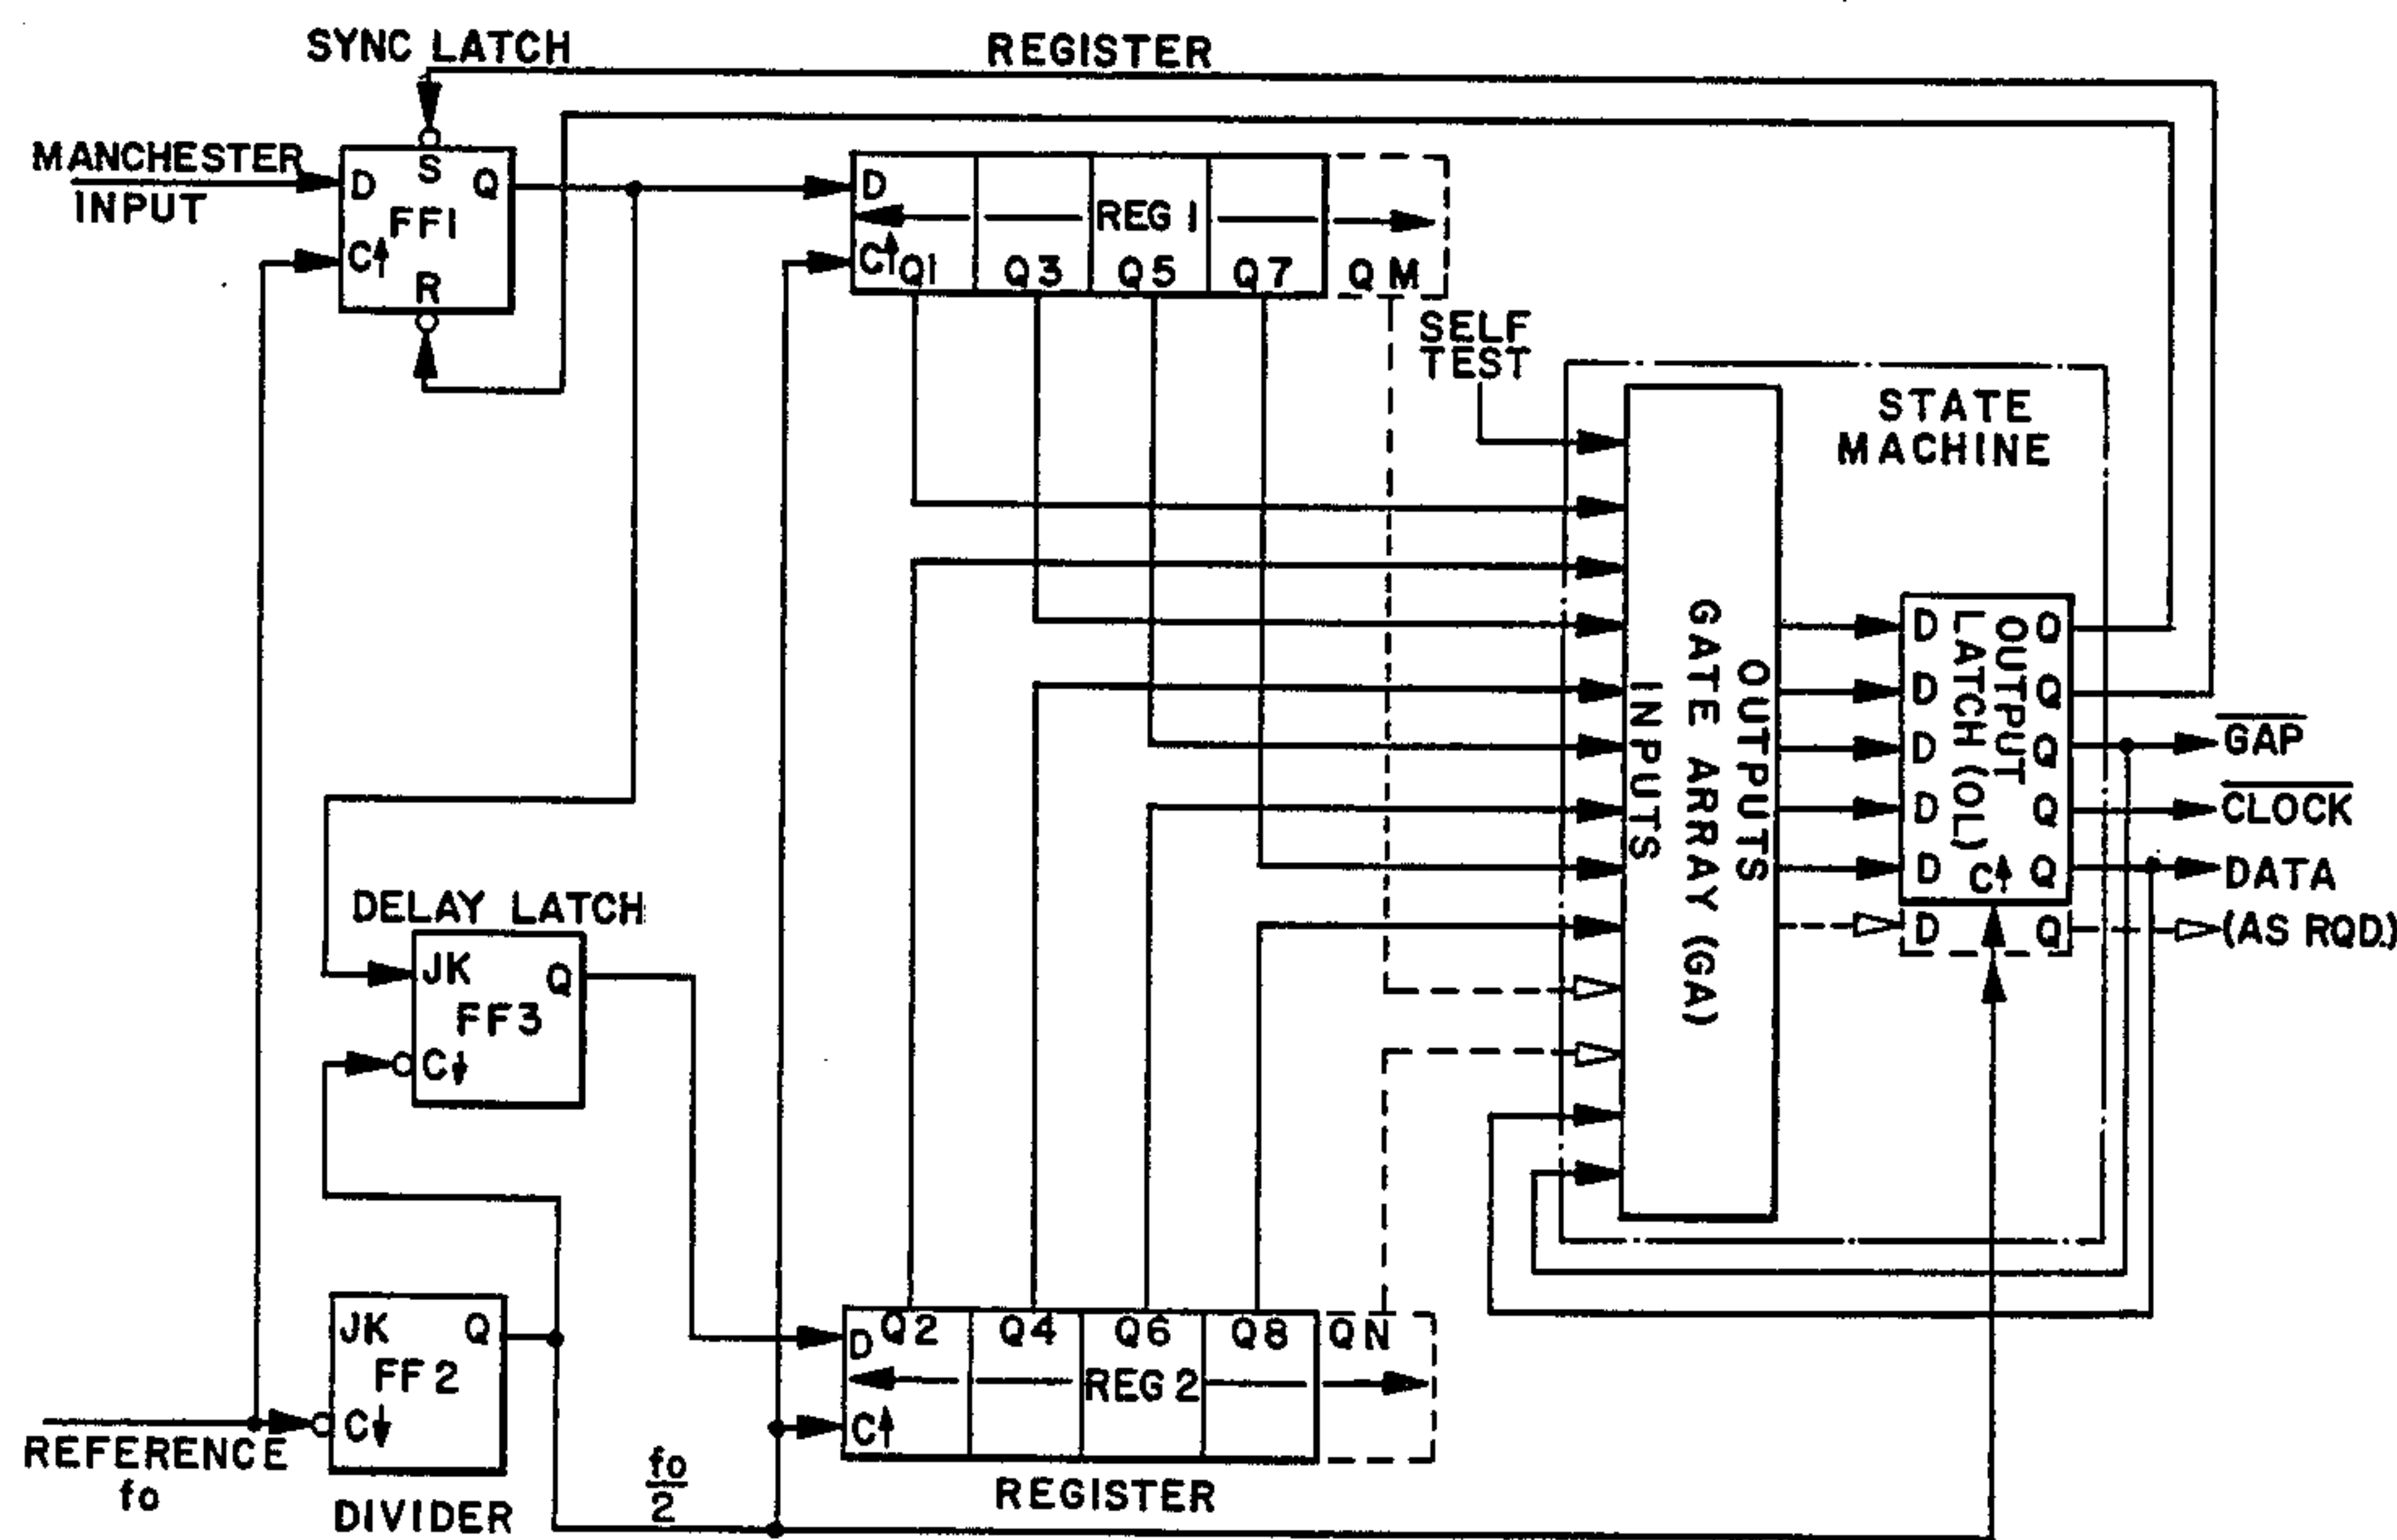 SYNC LATCH
REGISTER
MANCHESTER
INPUT
D
S
Q
FF1
C↑
R
D
REG 1
C↑
Q1
Q3
Q5
Q7
Q M
SELF
TEST
STATE
MACHINE
INPUTS
GATE ARRAY (GA)
OUTPUTS
D
D
D
D
D
D
LATCH (OL)
OUTPUT
C↑
Q
Q
Q
Q
Q
Q
GAP
CLOCK
DATA
(AS RQD.)
DELAY LATCH
JK
Q
FF3
C↓
JK
Q
FF2
C↓
REFERENCE
fo
DIVIDER
fo
2
D
Q2
Q4
Q6
Q8
QN
REG 2
C↑
REGISTER